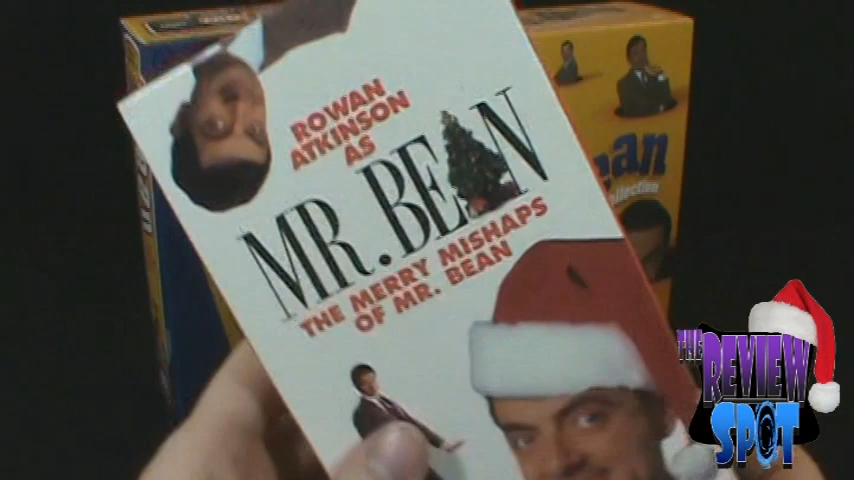 ROWAN
ATKINSON
AS
MR. BEAN
THE MERRY MISHAPS
OF MR. BEAN
ean
ollection
THE
REVIEW
SPOT